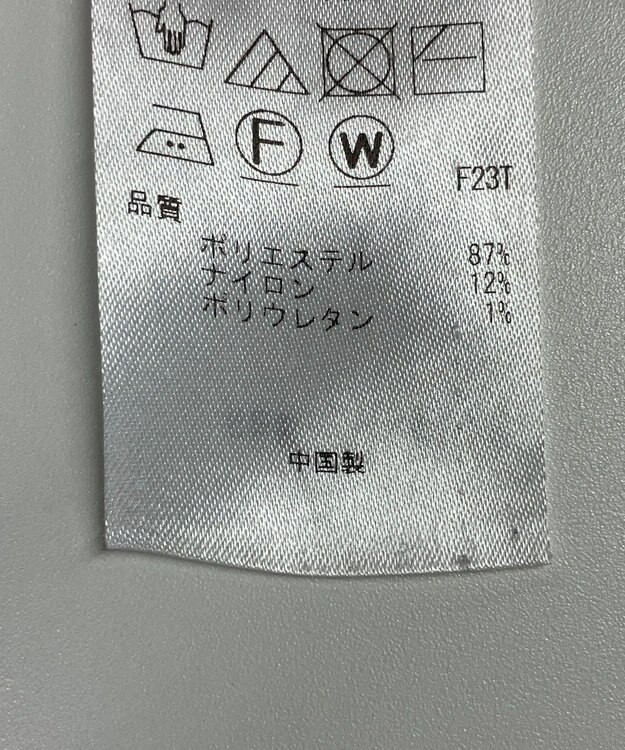 F W
F23T
品質
ポリエステル 87%
ナイロン 12%
ポリウレタン 1%
中国製